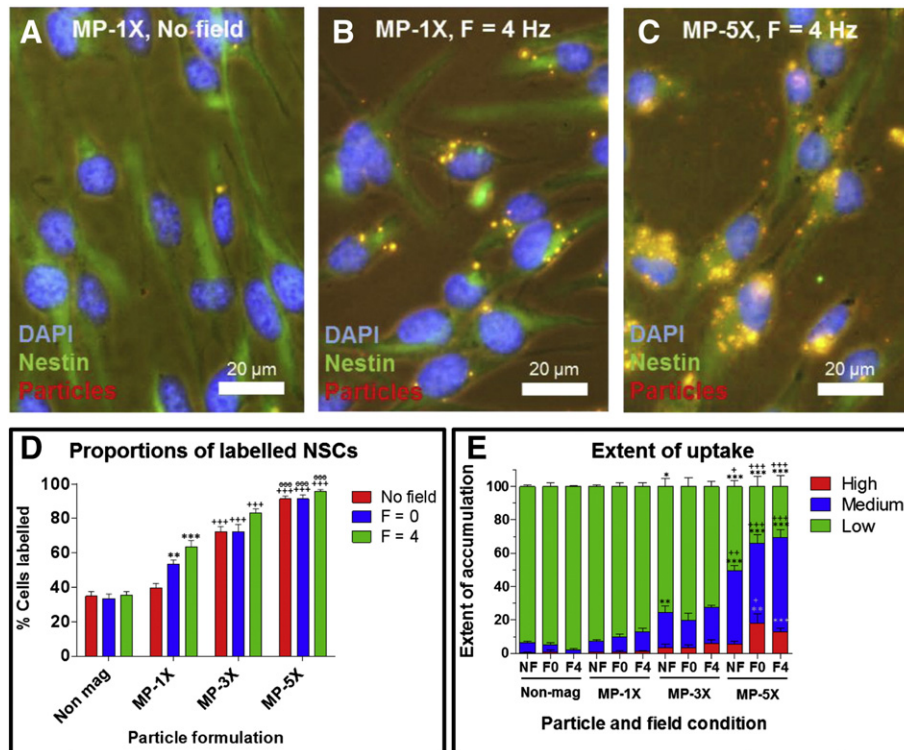 A MP-1X, No field
B MP-1X, F = 4 Hz
C MP-5X, F = 4 Hz
DAPI
Nestin
Particles
20 µm
DAPI
Nestin
Particles
20 µm
DAPI
Nestin
Particles
20 µm
D Proportions of labelled NSCs
% Cells labelled
100
80
60
40
20
0
** *** +++ +++ +++
@@@ +++ @@@ +++ @@@ +++
No field
F = 0
F = 4
Non mag
MP-1X
MP-3X
MP-5X
Particle formulation
E Extent of uptake
Extent of accumulation
100
80
60
40
20
0
* + *** +++ *** +++ ***
** ++ *** +++ *** +++ ***
+ ** ***
High
Medium
Low
NF F0 F4 NF F0 F4 NF F0 F4 NF F0 F4
Non-mag MP-1X MP-3X MP-5X
Particle and field condition